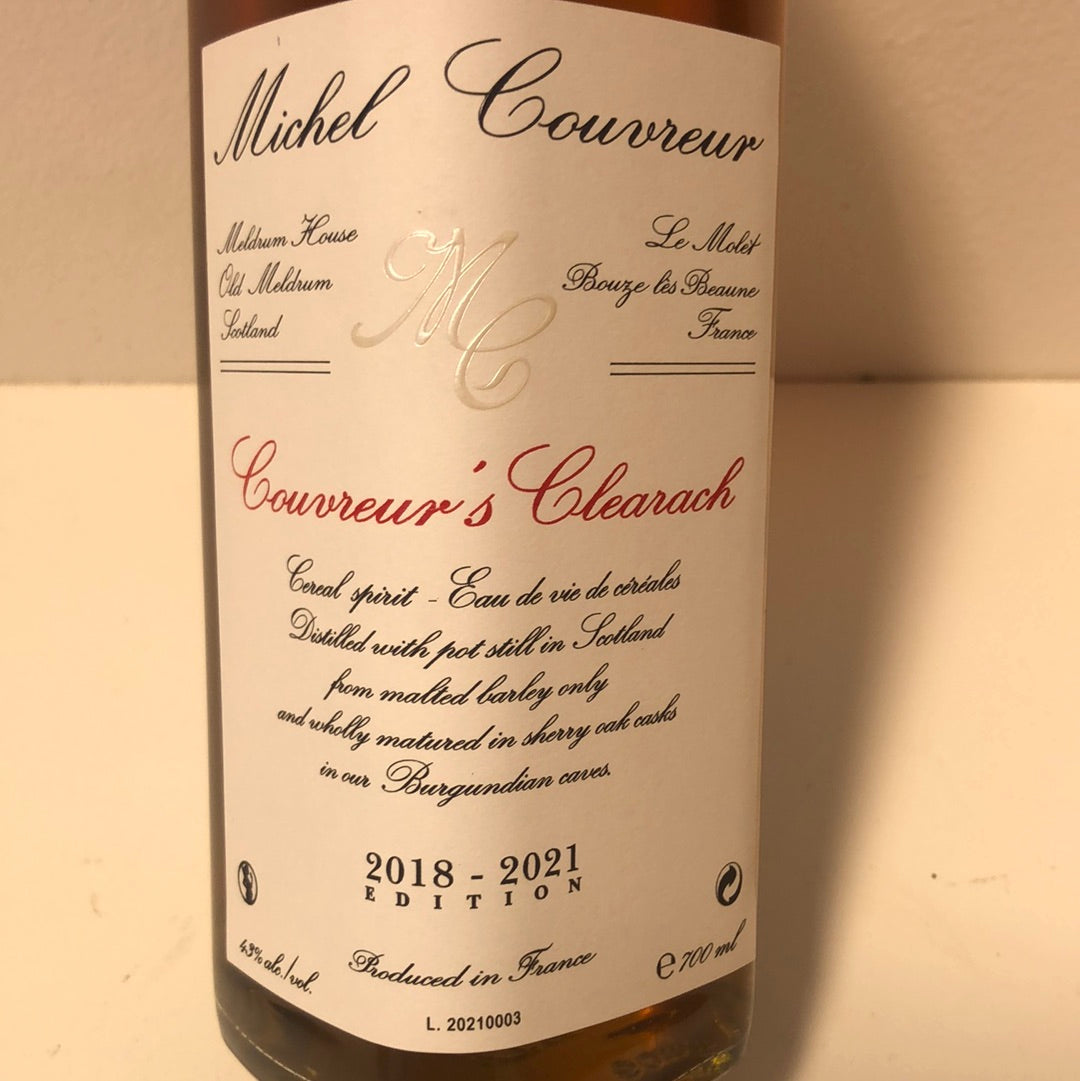 Michel Couvreur
Meldrum House
Old Meldrum
Scotland
Le Molèt
Bouze lès Beaune
France
MC
Couvreur's Clearach
Cereal spirit - Eau de vie de céréales
Distilled with pot still in Scotland
from malted barley only
and wholly matured in sherry oak casks
in our Burgundian caves.
2018 - 2021
EDITION
43% alc./vol.
Produced in France
e 700 ml
L. 20210003